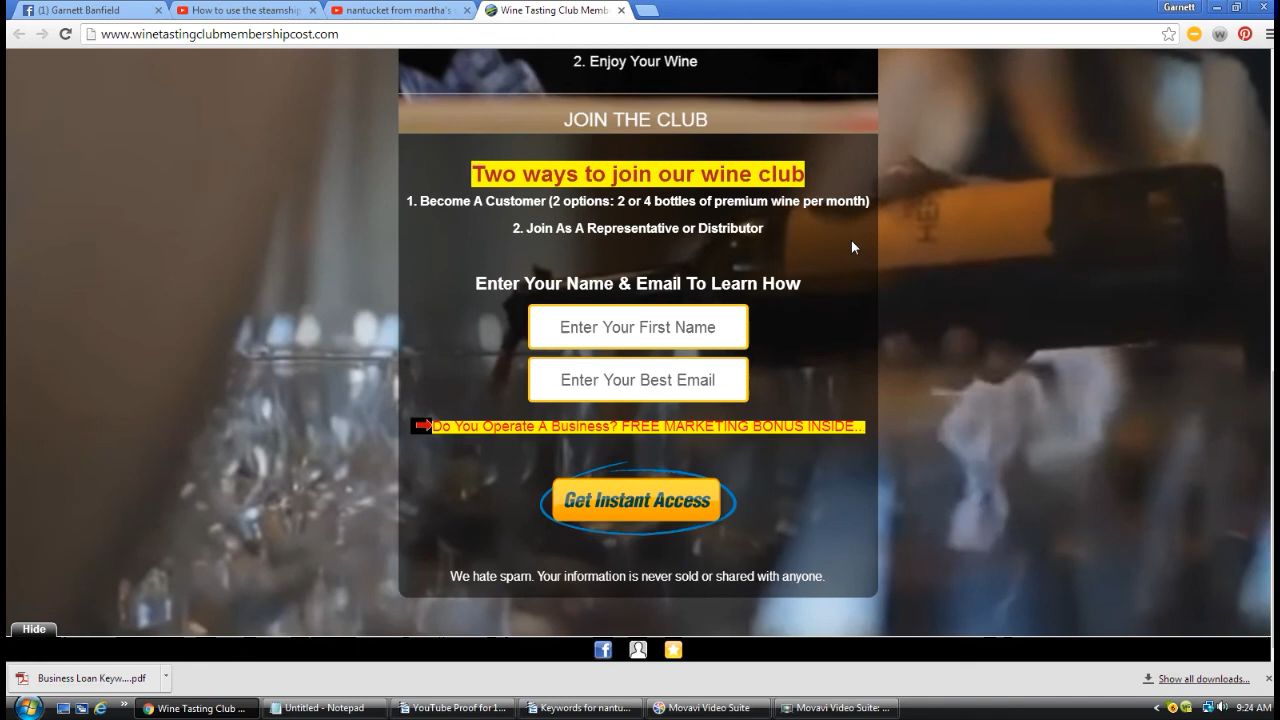 (1) Garnett Banfield
How to use the steamship
nantucket from martha's
Wine Tasting Club Memb
Garnett
www.winetastingclubmembershipcost.com
2. Enjoy Your Wine
JOIN THE CLUB
Two ways to join our wine club
1. Become A Customer (2 options: 2 or 4 bottles of premium wine per month)
2. Join As A Representative or Distributor
Enter Your Name & Email To Learn How
Enter Your First Name
Enter Your Best Email
Do You Operate A Business? FREE MARKETING BONUS INSIDE...
Get Instant Access
We hate spam. Your information is never sold or shared with anyone.
Hide
Business Loan Keyw....pdf
Show all downloads...
Wine Tasting Club ...
Untitled - Notepad
YouTube Proof for 1...
Keywords for nantu...
Movavi Video Suite
Movavi Video Suite: ...
9:24 AM